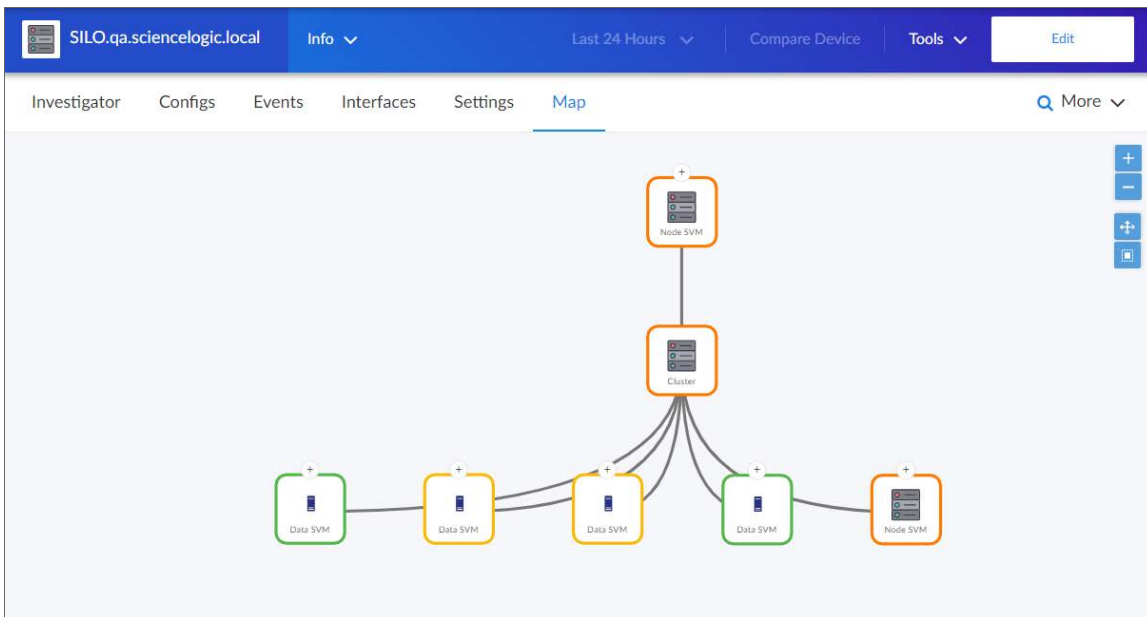 SILO.qa.sciencelogic.local Info Last 24 Hours Compare Device Tools Edit
Investigator Configs Events Interfaces Settings Map More
+
−
+
Node SVM
Cluster
+ + + + +
Data SVM Data SVM Data SVM Data SVM Node SVM